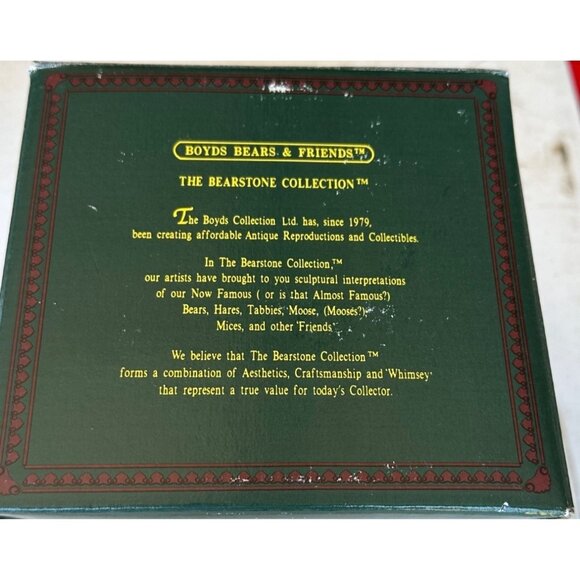 BOYDS BEARS & FRIENDS™
THE BEARSTONE COLLECTION™
The Boyds Collection Ltd. has, since 1979,
been creating affordable Antique Reproductions and Collectibles.
In The Bearstone Collection,™
our artists have brought to you sculptural interpretations
of our Now Famous ( or is that Almost Famous?)
Bears, Hares, Tabbies, Moose, (Mooses?)
Mices, and other 'Friends'
We believe that The Bearstone Collection™
forms a combination of Aesthetics, Craftsmanship and 'Whimsy'
that represent a true value for today's Collector.